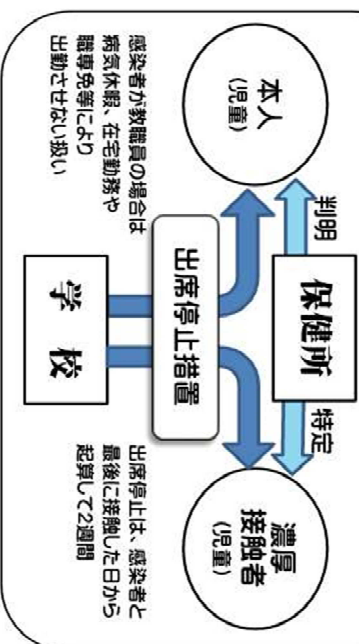 保健所
判明
特定
本人
(児童)
濃厚
接触者
(児童)
出席停止措置
学校
感染者が教職員の場合は
病気休暇、在宅勤務や
職専免等により
出勤させない扱い
出席停止は、感染者と
最後に接触した日から
起算して2週間